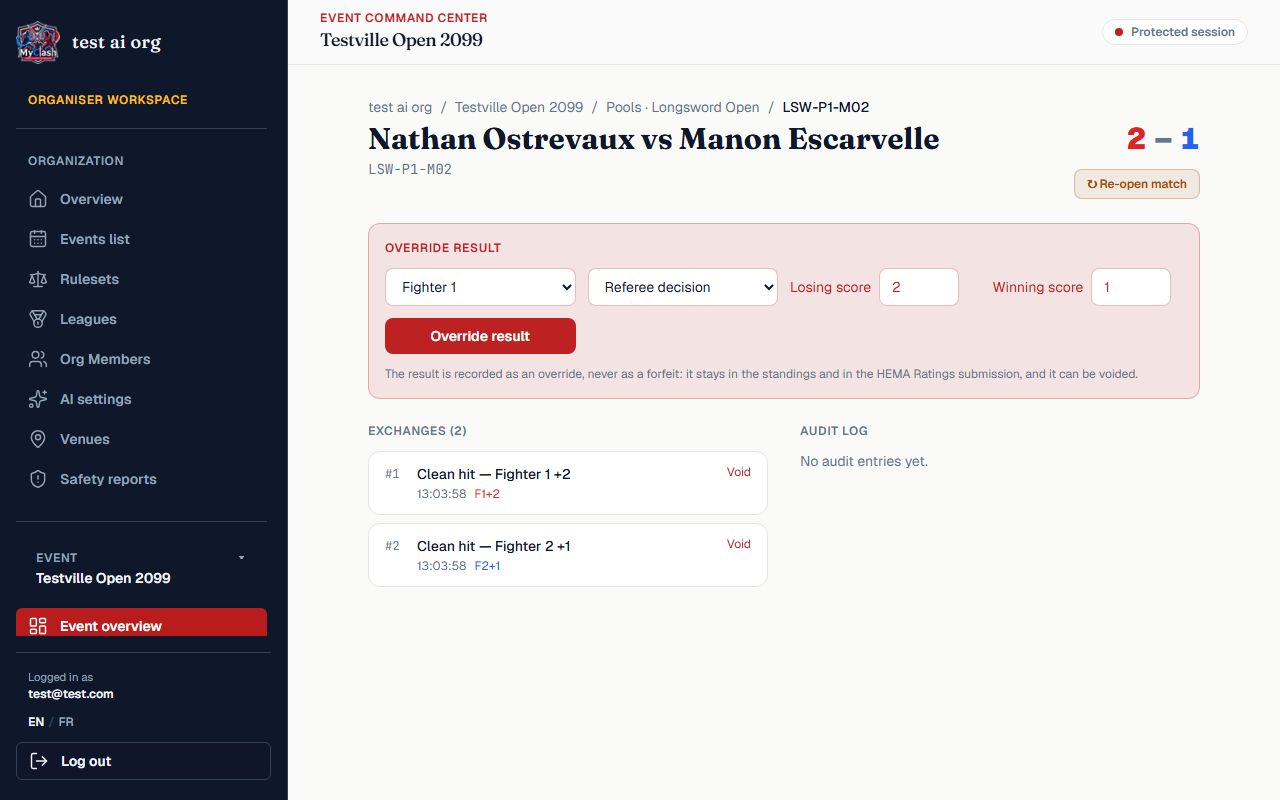 MyClash
test ai org
ORGANISER WORKSPACE
ORGANIZATION
Overview
Events list
Rulesets
Leagues
Org Members
AI settings
Venues
Safety reports
EVENT
Testville Open 2099
Event overview
Logged in as
test@test.com
EN / FR
Log out
EVENT COMMAND CENTER
Testville Open 2099
Protected session
test ai org / Testville Open 2099 / Pools · Longsword Open / LSW-P1-M02
Nathan Ostrevaux vs Manon Escarvelle
2 – 1
LSW-P1-M02
↻ Re-open match
OVERRIDE RESULT
Fighter 1 Referee decision Losing score 2 Winning score 1
Override result
The result is recorded as an override, never as a forfeit: it stays in the standings and in the HEMA Ratings submission, and it can be voided.
EXCHANGES (2)
#1 Clean hit — Fighter 1 +2 Void
13:03:58 F1+2
#2 Clean hit — Fighter 2 +1 Void
13:03:58 F2+1
AUDIT LOG
No audit entries yet.